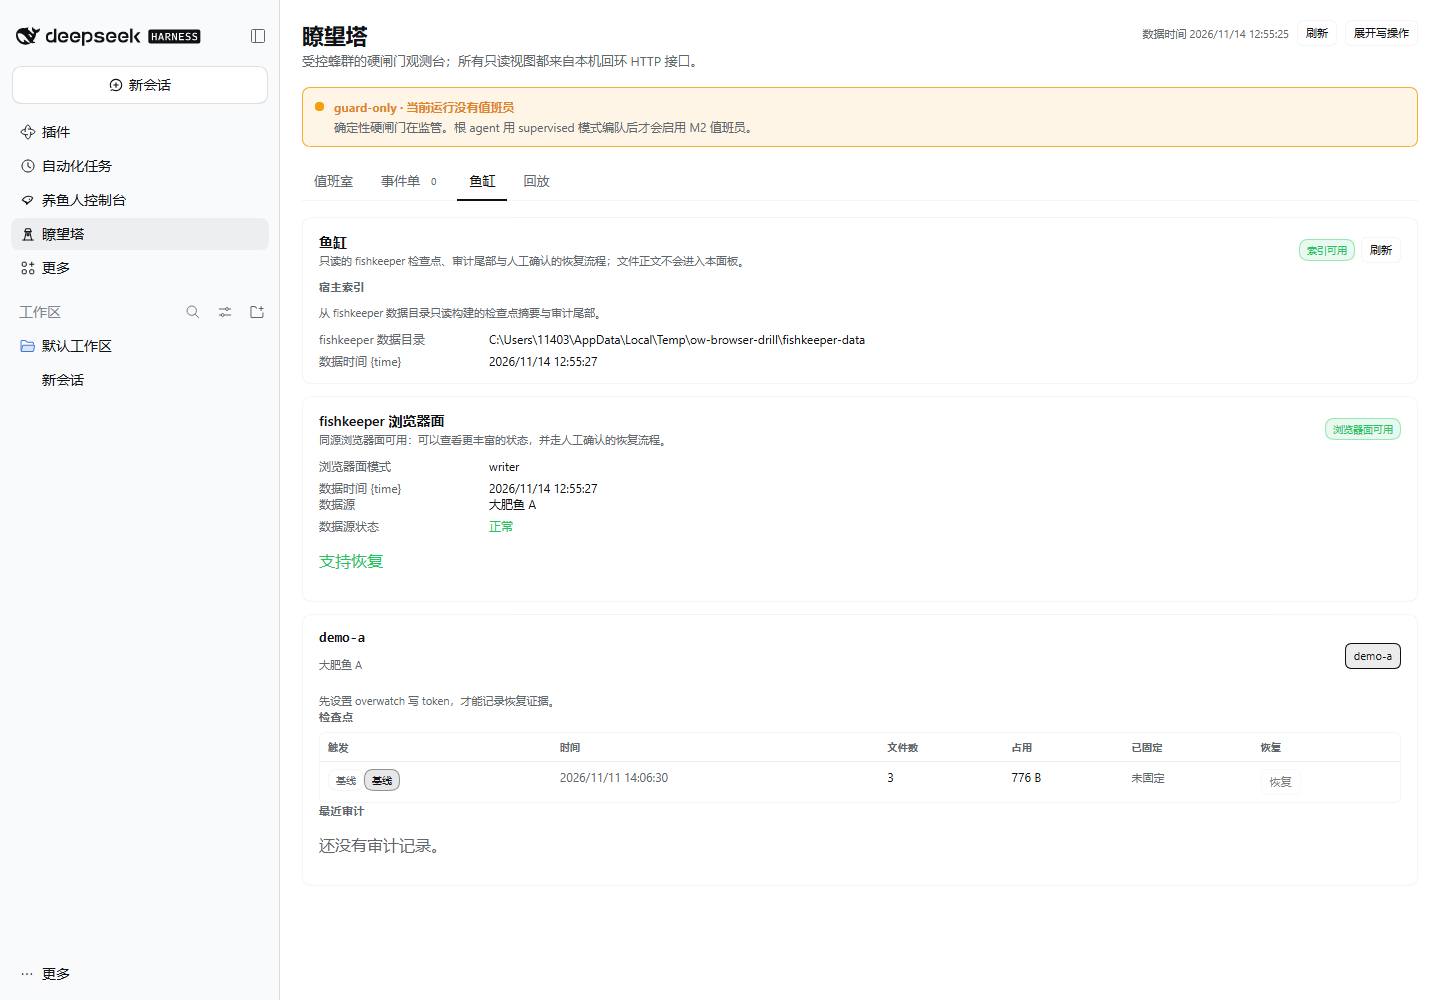 deepseek HARNESS
新会话
插件
自动化任务
养鱼人控制台
瞭望塔
更多
工作区
默认工作区
新会话
更多
瞭望塔
数据时间 2026/11/14 12:55:25
刷新
展开写操作
受控蜂群的硬闸门观测台；所有只读视图都来自本机回环 HTTP 接口。
guard-only · 当前运行没有值班员
确定性硬闸门在监管。根 agent 用 supervised 模式编队后才会启用 M2 值班员。
值班室 事件单 0 鱼缸 回放
鱼缸
只读的 fishkeeper 检查点、审计尾部与人工确认的恢复流程；文件正文不会进入本面板。
索引可用 刷新
宿主索引
从 fishkeeper 数据目录只读构建的检查点摘要与审计尾部。
fishkeeper 数据目录 C:\Users\11403\AppData\Local\Temp\ow-browser-drill\fishkeeper-data
数据时间 {time} 2026/11/14 12:55:27
fishkeeper 浏览器面
同源浏览器面可用：可以查看更丰富的状态，并走人工确认的恢复流程。
浏览器面可用
浏览器面模式 writer
数据时间 {time} 2026/11/14 12:55:27
数据源 大肥鱼 A
数据源状态 正常
支持恢复
demo-a
大肥鱼 A
demo-a
先设置 overwatch 写 token，才能记录恢复证据。
检查点
触发 时间 文件数 占用 已固定 恢复
基线 基线 2026/11/11 14:06:30 3 776 B 未固定 恢复
最近审计
还没有审计记录。